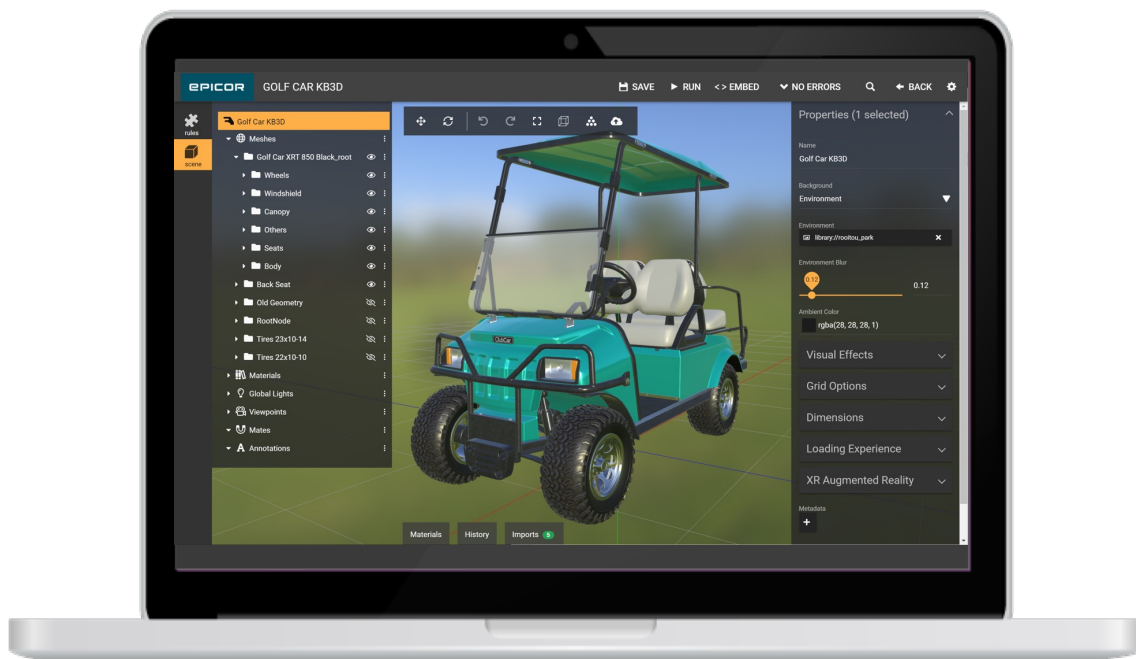 EPICOR
GOLF CAR KB3D
SAVE
RUN
<> EMBED
NO ERRORS
BACK
rules
scene
Golf Car KB3D
Meshes
Golf Car XRT 850 Black_root
Wheels
Windshield
Canopy
Others
Seats
Body
Back Seat
Old Geometry
RootNode
Tires 23x10-14
Tires 22x10-10
Materials
Global Lights
Viewpoints
Mates
A Annotations
ClubCar
Materials
History
Imports 5
Properties (1 selected)
Name
Golf Car KB3D
Background
Environment
Environment
library://rooitou_park
Environment Blur
0.12
0.12
Ambient Color
rgba(28, 28, 28, 1)
Visual Effects
Grid Options
Dimensions
Loading Experience
XR Augmented Reality
Metadata
+